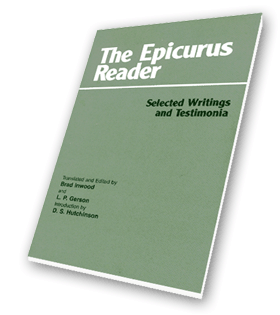 The Epicurus
Reader
Selected Writings
and Testimonia
Translated and Edited by
Brad Inwood
and
L. P. Gerson
Introduction by
D. S. Hutchinson